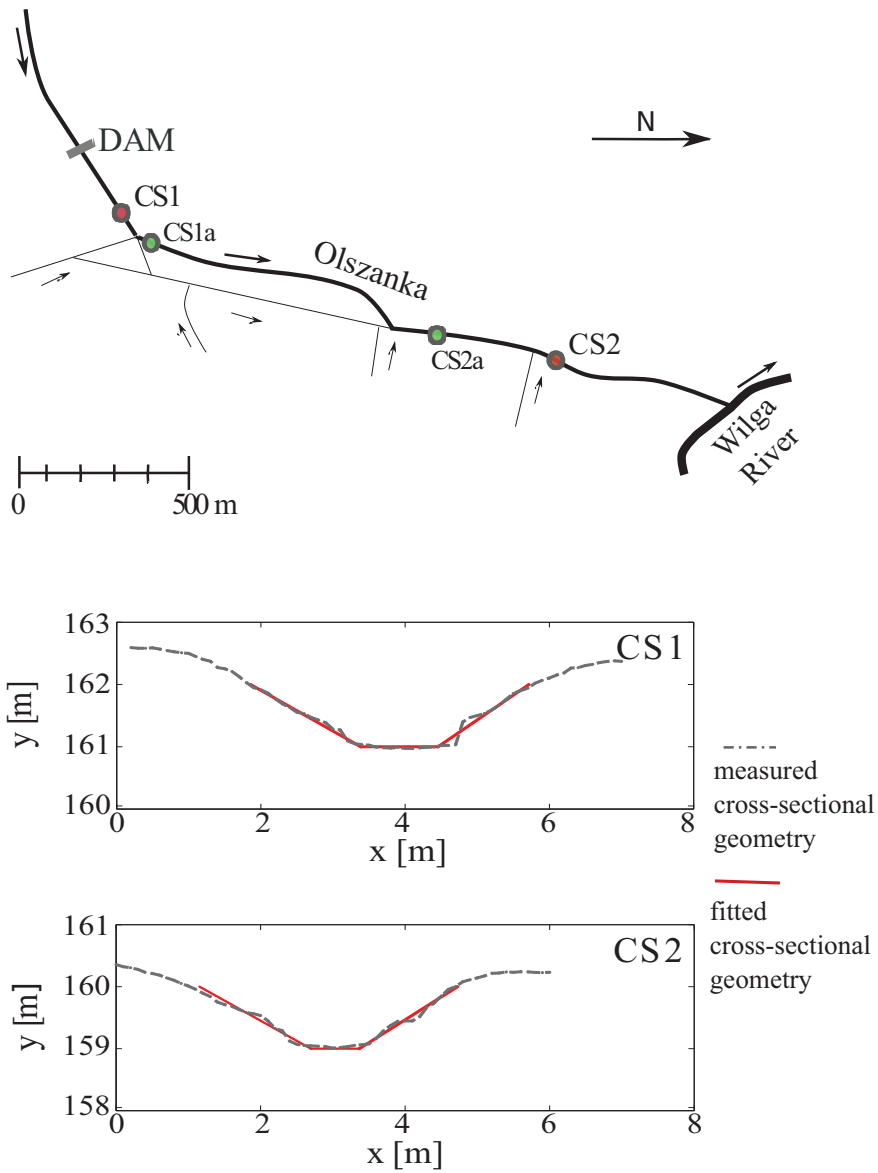 N
DAM
CS1
CS1a
Olszanka
CS2a
CS2
Wilga
River
0
500 m
163
162
161
160
y [m]
CS1
0
2
4
6
8
x [m]
measured
cross-sectional
geometry
fitted
cross-sectional
geometry
161
160
159
158
y [m]
CS2
0
2
4
6
8
x [m]